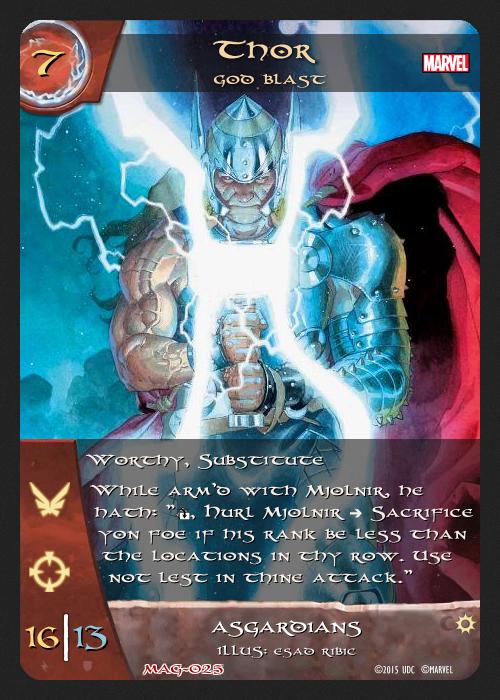 7
Thor
God Blast
MARVEL
Worthy, Substitute
While arm'd with Mjolnir, he
hath: " , Hurl Mjolnir → Sacrifice
yon foe if his rank be less than
the locations in thy row. Use
not lest in thine attack."
16|13
Asgardians
Illus: Esad Ribic
MAG-025
©2015 UDC ©MARVEL